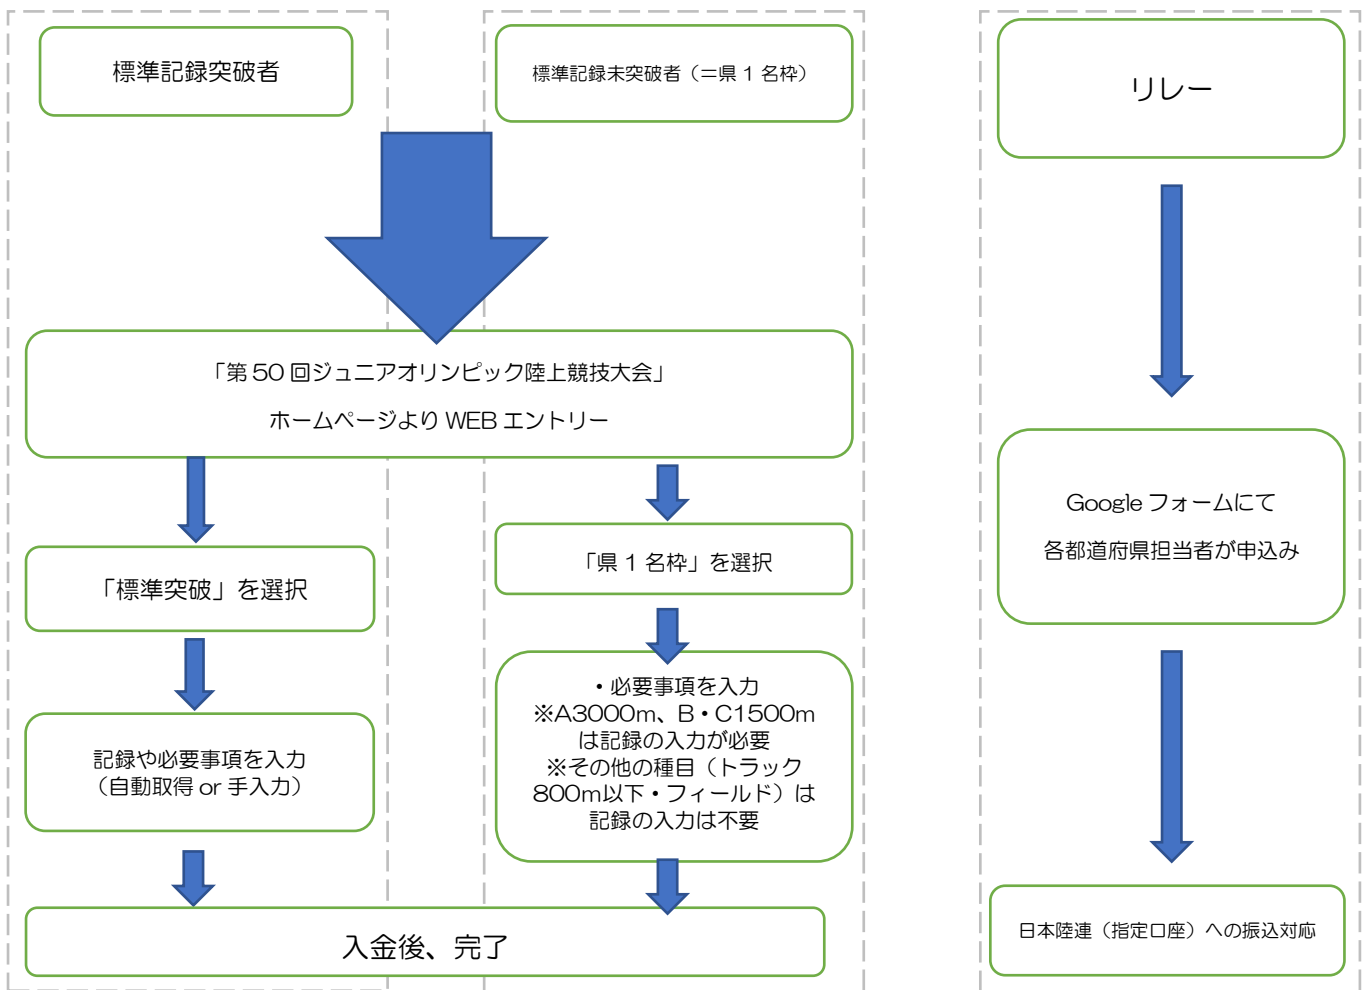 標準記録突破者
標準記録未突破者（＝県 1 名枠）
リレー
「第 50 回ジュニアオリンピック陸上競技大会」
ホームページより WEB エントリー
Google フォームにて
各都道府県担当者が申込み
「標準突破」を選択
「県 1 名枠」を選択
記録や必要事項を入力
（自動取得 or 手入力）
・必要事項を入力
※A3000m、B・C1500m
は記録の入力が必要
※その他の種目（トラック
800m以下・フィールド）は
記録の入力は不要
入金後、完了
日本陸連（指定口座）への振込対応